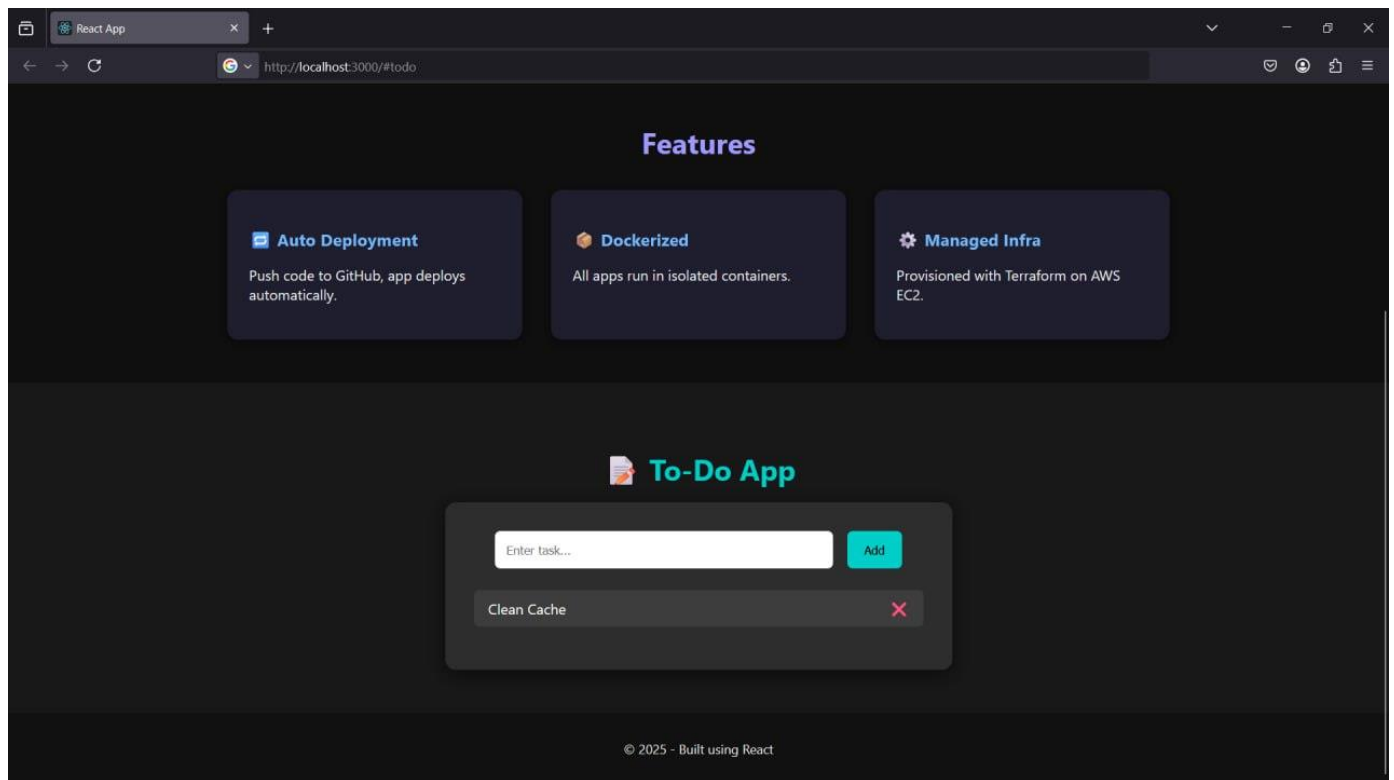 React App
http://localhost:3000/#todo
Features
Auto Deployment
Push code to GitHub, app deploys
automatically.
Dockerized
All apps run in isolated containers.
Managed Infra
Provisioned with Terraform on AWS
EC2.
To-Do App
Enter task...
Add
Clean Cache
© 2025 - Built using React